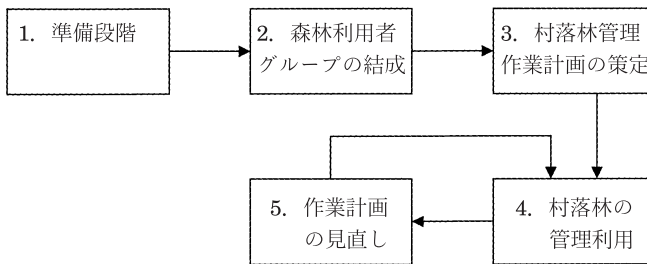 1. 準備段階
2. 森林利用者
グループの結成
3. 村落林管理
作業計画の策定
4. 村落林の
管理利用
5. 作業計画
の見直し